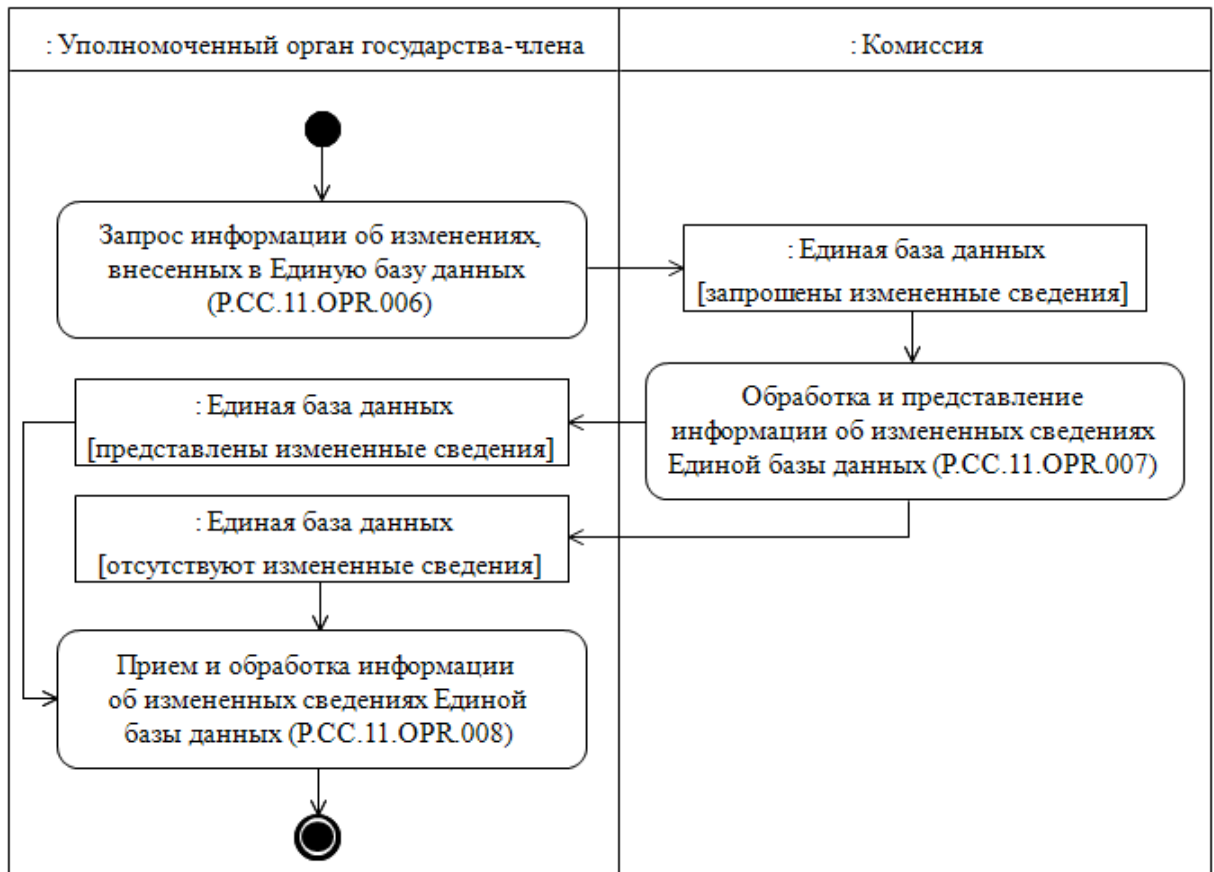 : Уполномоченный орган государства-члена
: Комиссия
Запрос информации об изменениях,
внесенных в Единую базу данных
(P.CC.11.OPR.006)
: Единая база данных
[запрошены измененные сведения]
Обработка и представление
информации об измененных сведениях
Единой базы данных (P.CC.11.OPR.007)
: Единая база данных
[представлены измененные сведения]
: Единая база данных
[отсутствуют измененные сведения]
Прием и обработка информации
об измененных сведениях Единой
базы данных (P.CC.11.OPR.008)